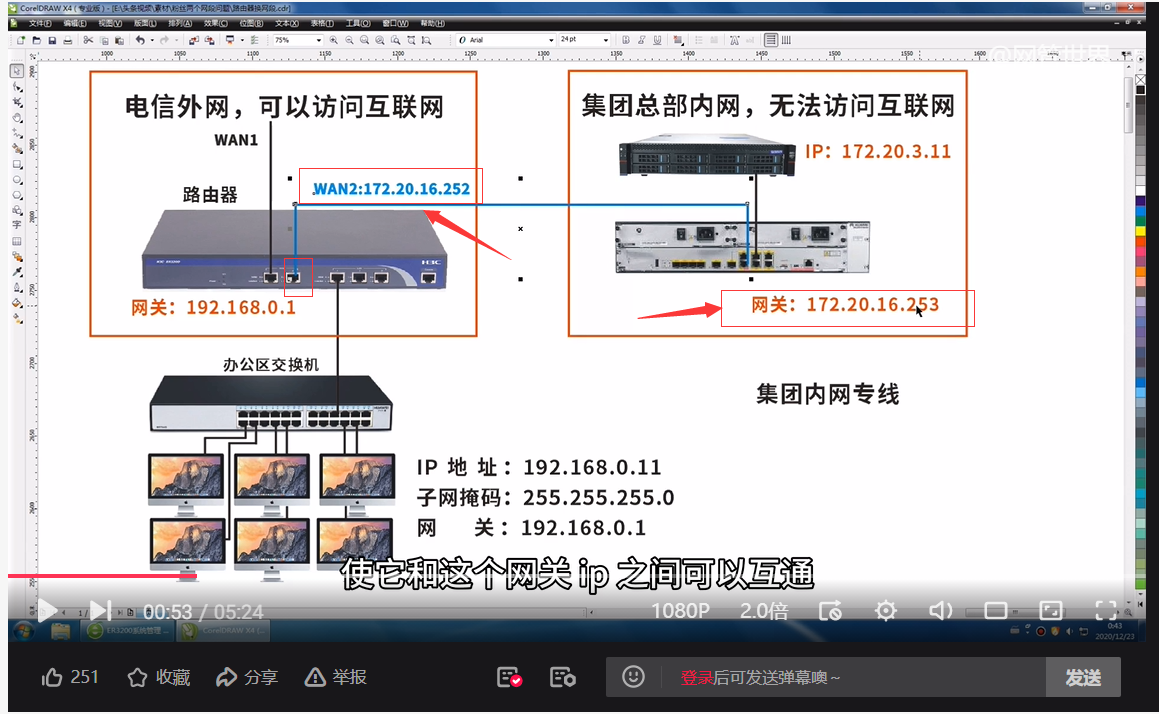 CorelDRAW X4 ( 专业版 ) - [E:\头条视频\素材\粉丝两个网段问题\路由器换网段.cdr]
文件(F) 编辑(E) 视图(V) 版面(L) 排列(A) 效果(C) 位图(B) 文本(X) 表格(T) 工具(O) 窗口(W) 帮助(H)
75% Arial 24 pt
@网管世界
电信外网，可以访问互联网
集团总部内网，无法访问互联网
WAN1
IP：172.20.3.11
路由器
WAN2:172.20.16.252
H3C
网关：192.168.0.1
网关：172.20.16.253
办公区交换机
集团内网专线
IP 地 址：192.168.0.11
子网掩码：255.255.255.0
网 关：192.168.0.1
使它和这个网关 ip 之间可以互通
00:53 / 05:24
1080P 2.0倍
ER3200系统管理...
CorelDRAW X4 (...
0:43
2020/12/23
251 收藏 分享 举报
登录后可发送弹幕噢~
发送